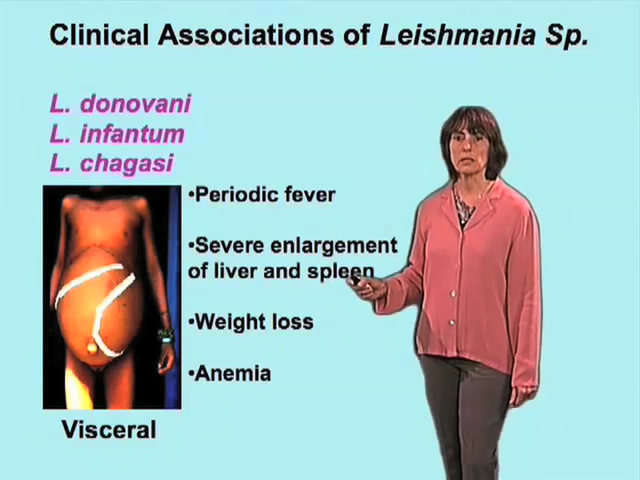 Clinical Associations of Leishmania Sp.
L. donovani
L. infantum
L. chagasi
•Periodic fever
•Severe enlargement
of liver and spleen
•Weight loss
•Anemia
Visceral